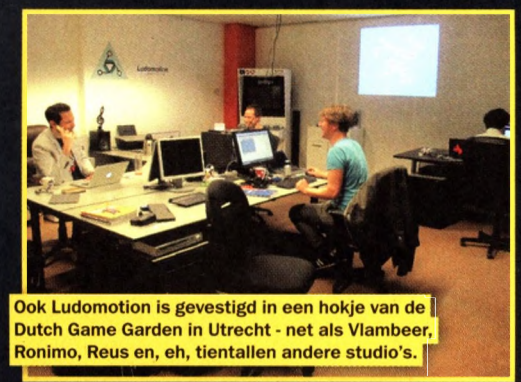 Ludomotion
Ook Ludomotion is gevestigd in een hokje van de
Dutch Game Garden in Utrecht - net als Vlambeer,
Ronimo, Reus en, eh, tientallen andere studio's.